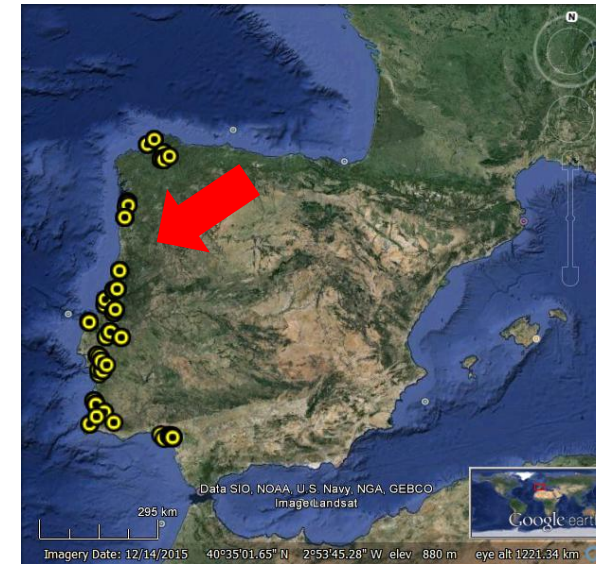 N
Data SIO, NOAA, U.S. Navy, NGA, GEBCO
Image Landsat
295 km
Google earth
Imagery Date: 12/14/2015 40°35'01.65" N 2°53'45.28" W elev 880 m eye alt 1221.34 km